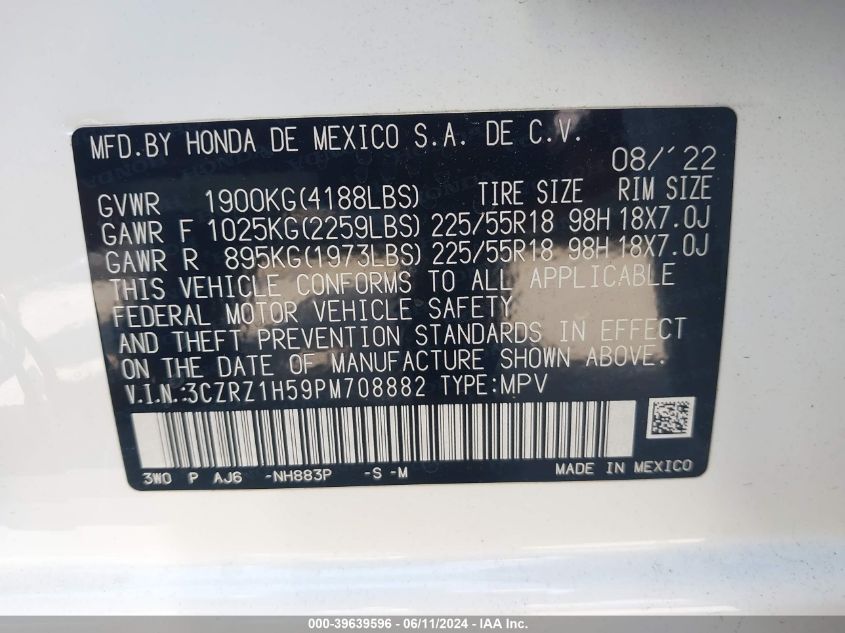 MFD.BY HONDA DE MEXICO S.A. DE C.V.
08/'22
GVWR 1900KG(4188LBS) TIRE SIZE RIM SIZE
GAWR F 1025KG(2259LBS) 225/55R18 98H 18X7.0J
GAWR R 895KG(1973LBS) 225/55R18 98H 18X7.0J
THIS VEHICLE CONFORMS TO ALL APPLICABLE
FEDERAL MOTOR VEHICLE SAFETY
AND THEFT PREVENTION STANDARDS IN EFFECT
ON THE DATE OF MANUFACTURE SHOWN ABOVE.
V.I.N.:3CZRZ1H59PM708882 TYPE:MPV
3W0 P AJ6 -NH883P -S -M
MADE IN MEXICO
000-39639596 - 06/11/2024 - IAAI Inc.